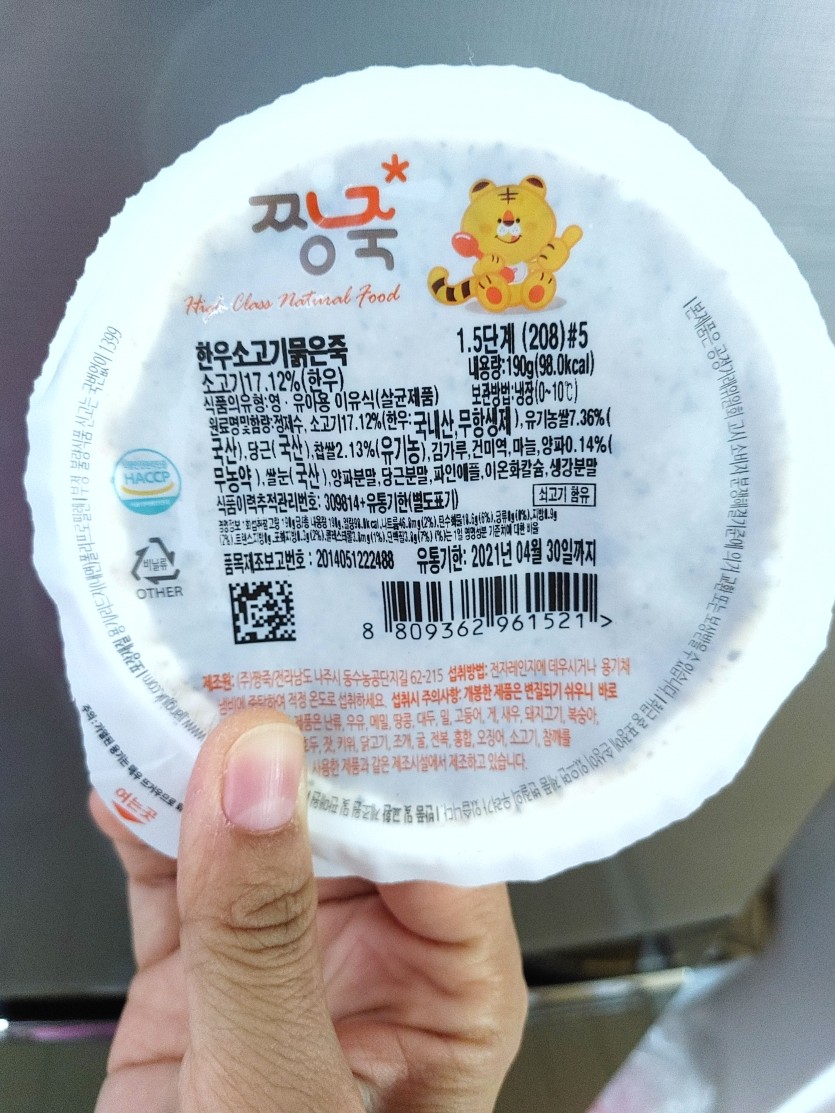 짱죽*
High Class Natural Food
한우소고기묽은죽
1.5단계 (208)#5
소고기17.12%(한우)
내용량:190g(98.0kcal)
식품의유형:영·유아용 이유식(살균제품)
보관방법:냉장(0~10℃)
원료명및함량:정제수, 소고기17.12%(한우:국내산,무항생제), 유기농쌀7.36%(
국산), 당근(국산), 찹쌀2.13%(유기농), 김가루, 건미역, 마늘, 양파0.14%(
무농약), 쌀눈(국산), 양파분말, 당근분말, 파인애플, 이온화칼슘, 생강분말
식품이력추적관리번호: 309814+유통기한(별도표기)
쇠고기 함유
품목제조보고번호 : 2014051222488
유통기한: 2021년 04월 30일까지
HACCP
비닐류
OTHER
8 809362 961521 >
제조원: (주)짱죽/전라남도 나주시 동수농공단지길 62-215 섭취방법: 전자레인지에 데우시거나 용기채
적정 온도로 섭취하세요. 섭취시 주의사항: 개봉한 제품은 변질되기 쉬우니 바로
제품은 난류, 우유, 메밀, 땅콩, 대두, 밀, 고등어, 게, 새우, 돼지고기, 복숭아,
호두, 잣, 키위, 닭고기, 조개, 굴, 전복, 홍합, 오징어, 소고기, 참깨를
사용한 제품과 같은 제조시설에서 제조하고 있습니다.
여는곳